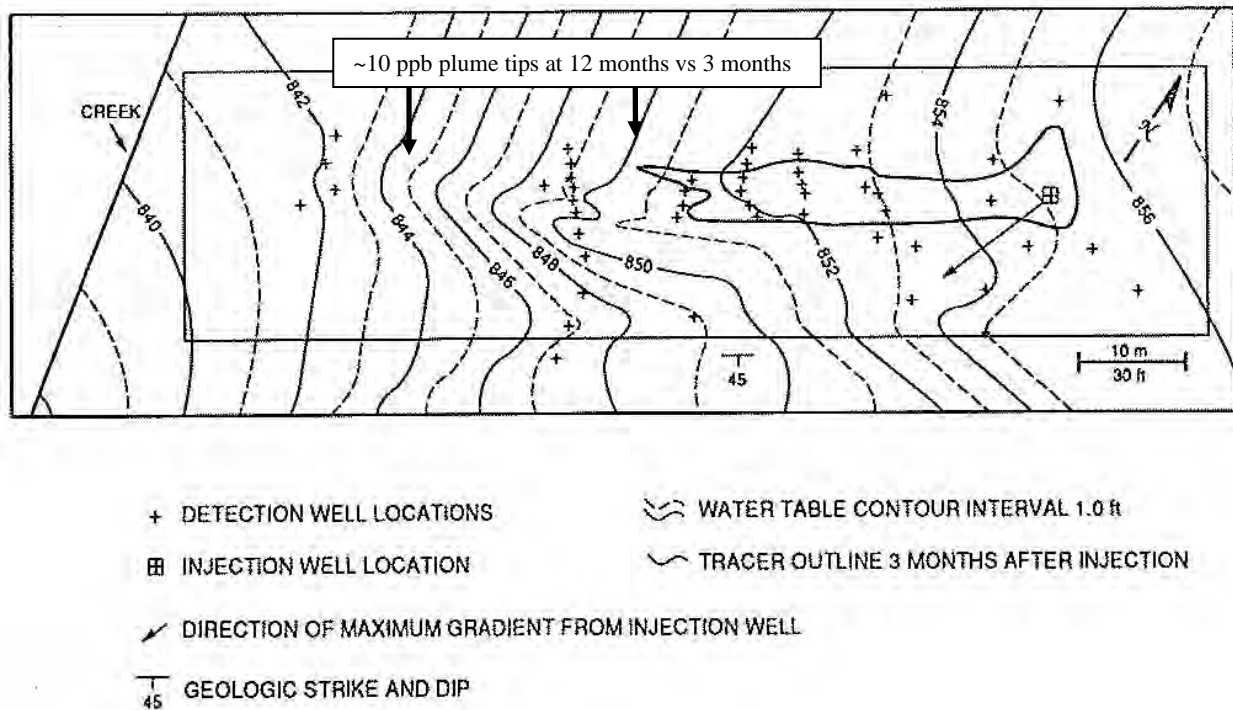 ~10 ppb plume tips at 12 months vs 3 months
CREEK
842
840
844
846
848
850
852
854
856
N
45
10 m
30 ft
+ DETECTION WELL LOCATIONS
WATER TABLE CONTOUR INTERVAL 1.0 ft
INJECTION WELL LOCATION
TRACER OUTLINE 3 MONTHS AFTER INJECTION
DIRECTION OF MAXIMUM GRADIENT FROM INJECTION WELL
45 GEOLOGIC STRIKE AND DIP